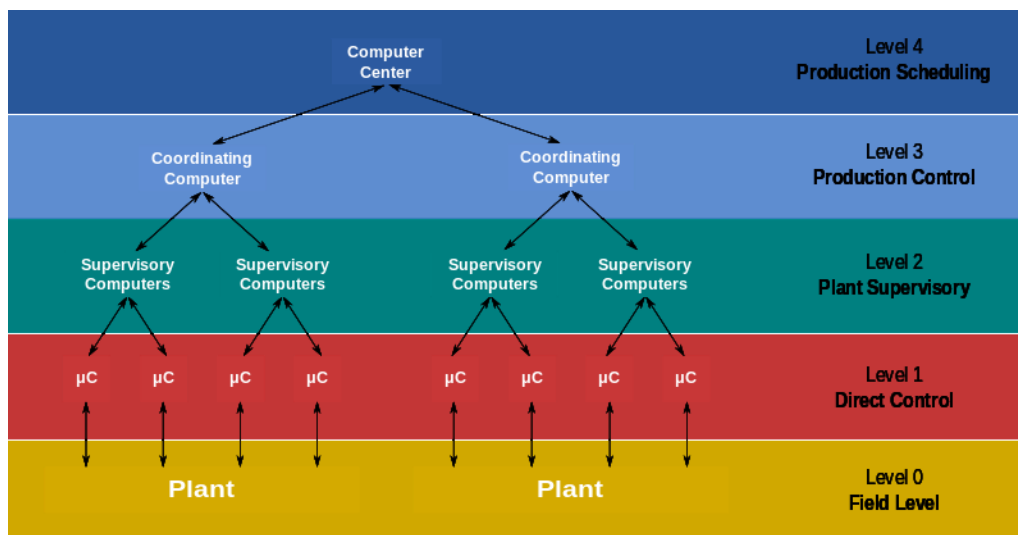 Computer
Center
Level 4
Production Scheduling
Coordinating
Computer
Coordinating
Computer
Level 3
Production Control
Supervisory
Computers
Supervisory
Computers
Supervisory
Computers
Supervisory
Computers
Level 2
Plant Supervisory
µC
µC
µC
µC
µC
µC
µC
µC
Level 1
Direct Control
Plant
Plant
Level 0
Field Level